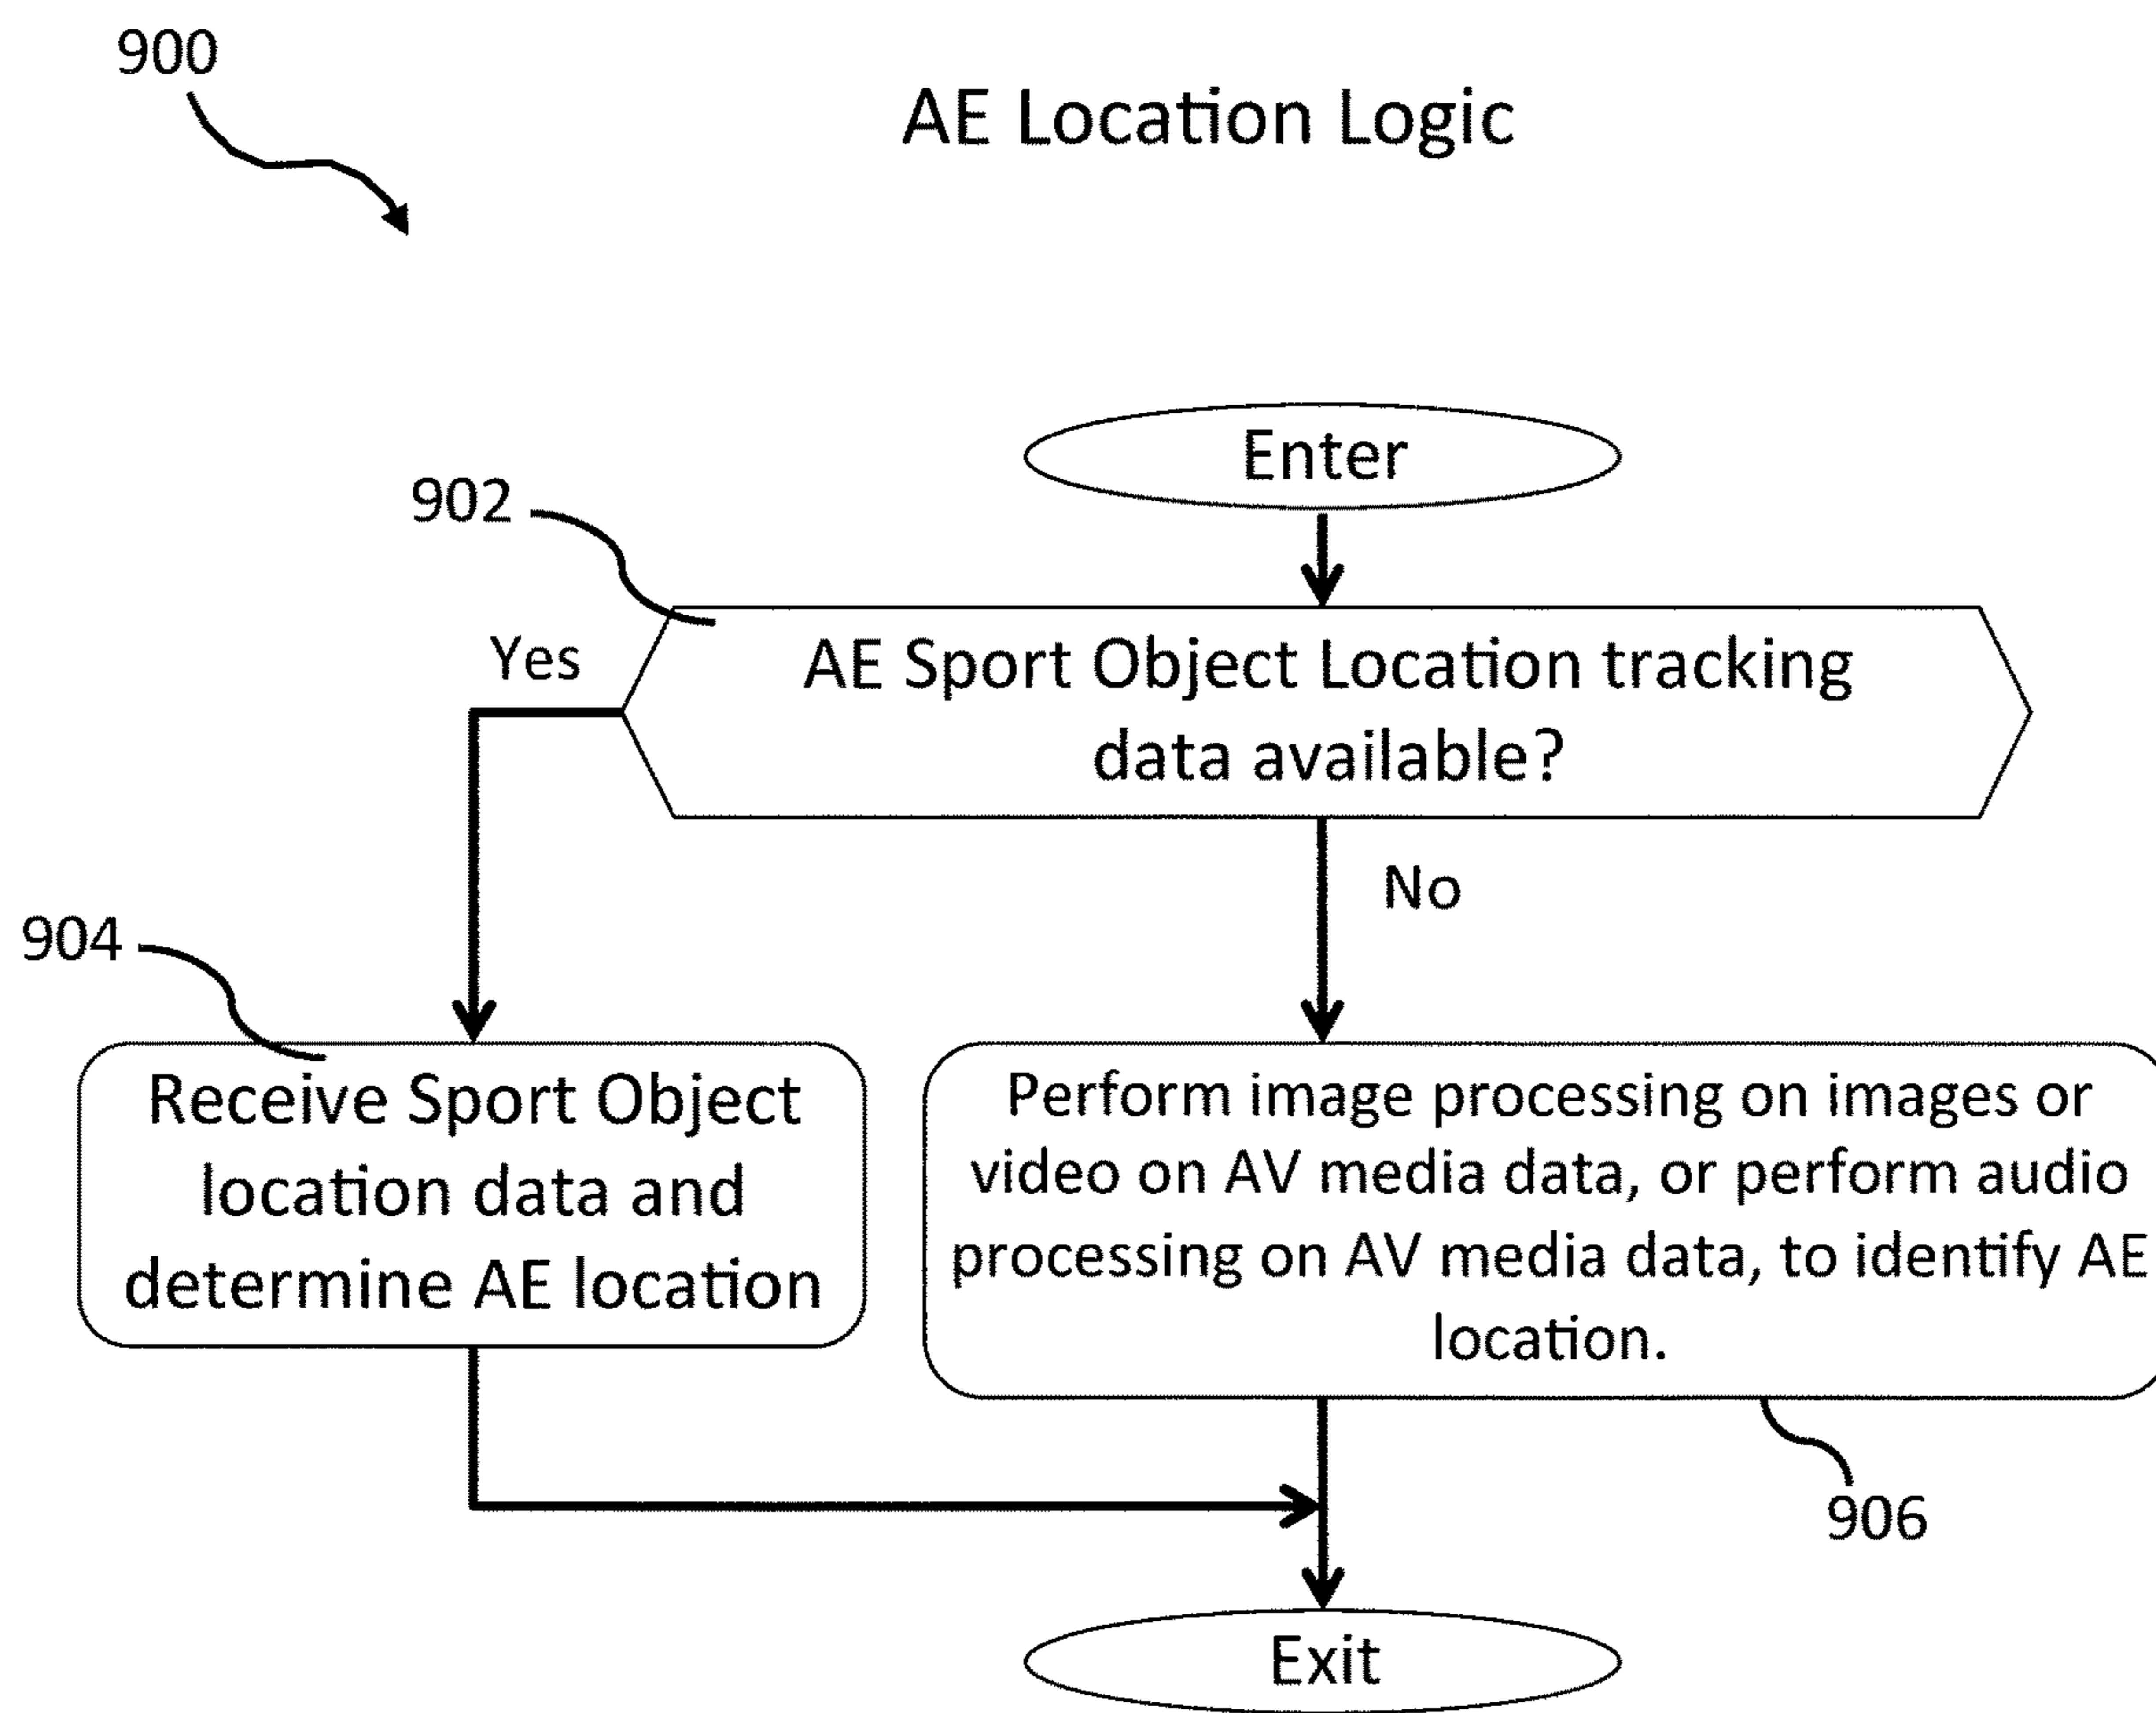 900
AE Location Logic
Enter
902
Yes
AE Sport Object Location tracking
data available?
No
904
Receive Sport Object
location data and
determine AE location
Perform image processing on images or
video on AV media data, or perform audio
processing on AV media data, to identify AE
location.
906
Exit